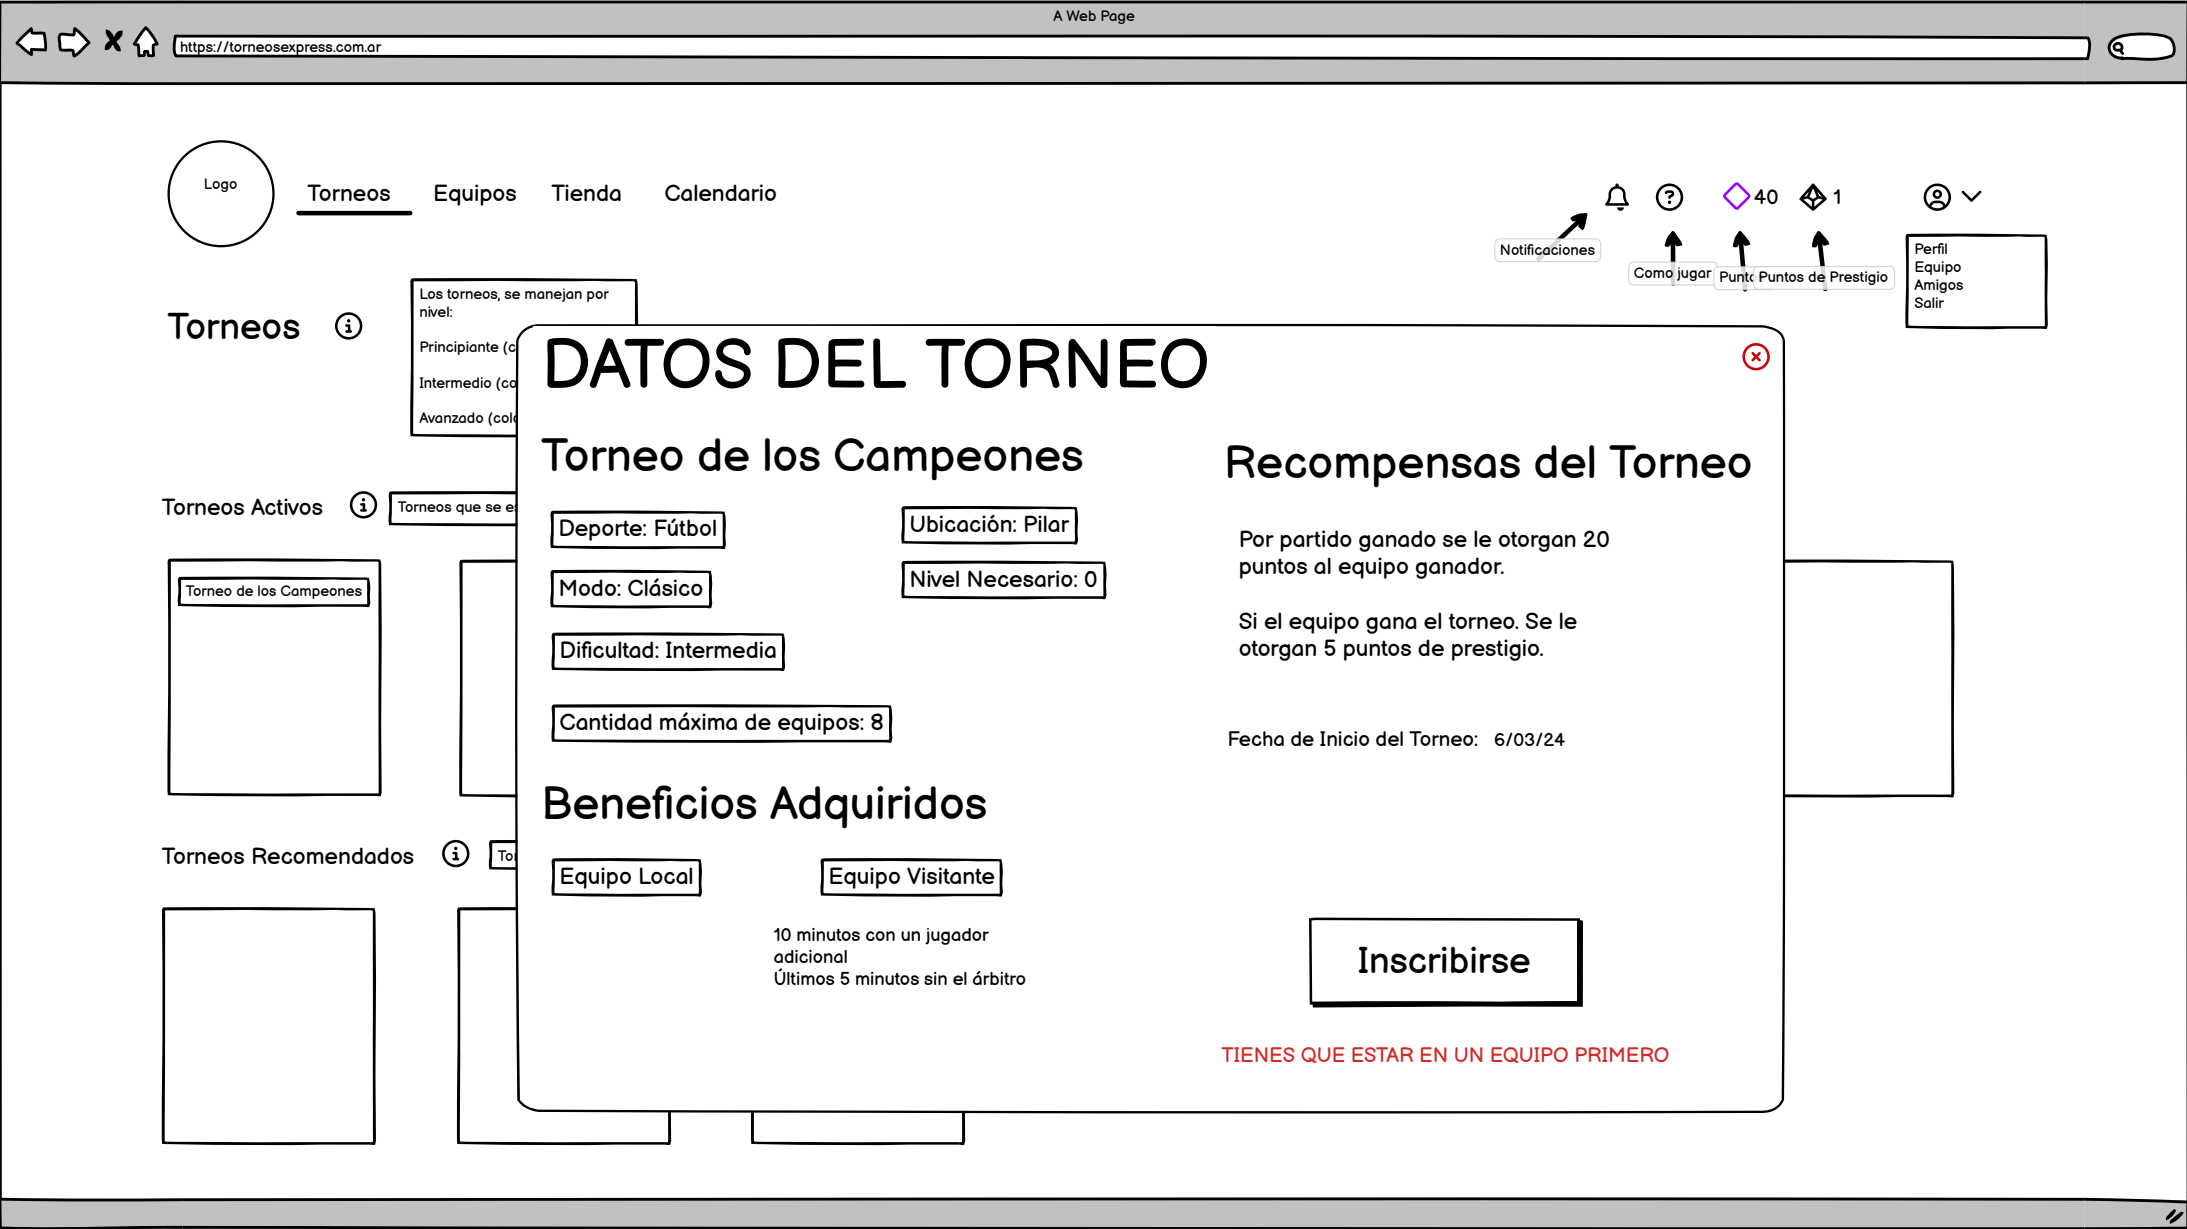 A Web Page
https://torneosexpress.com.ar
Logo
Torneos
Equipos
Tienda
Calendario
40
1
Notificaciones
Como jugar
Puntos de Prestigio
Perfil
Equipo
Amigos
Salir
Torneos
Los torneos, se manejan por
nivel:
Principiante
Intermedio
Avanzado
DATOS DEL TORNEO
Torneo de los Campeones
Deporte: Fútbol
Ubicación: Pilar
Modo: Clásico
Nivel Necesario: 0
Dificultad: Intermedia
Cantidad máxima de equipos: 8
Recompensas del Torneo
Por partido ganado se le otorgan 20
puntos al equipo ganador.
Si el equipo gana el torneo. Se le
otorgan 5 puntos de prestigio.
Fecha de Inicio del Torneo: 6/03/24
Beneficios Adquiridos
Equipo Local
Equipo Visitante
10 minutos con un jugador
adicional
Últimos 5 minutos sin el árbitro
Inscribirse
TIENES QUE ESTAR EN UN EQUIPO PRIMERO
Torneos Activos
Torneos que se
Torneo de los Campeones
Torneos Recomendados